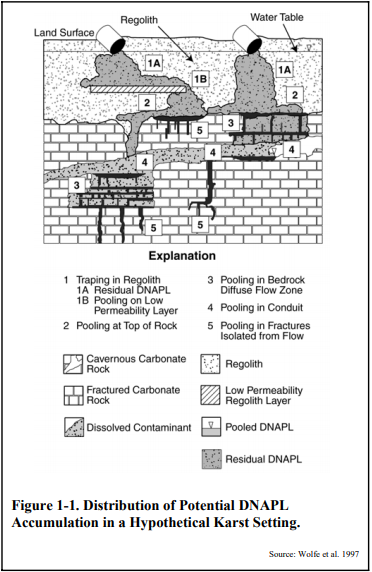 Regolith
Water Table
Land Surface
1A
1B
1A
2
2
3
5
4
4
4
3
5
5
Explanation
1 Traping in Regolith
1A Residual DNAPL
1B Pooling on Low
Permeability Layer
2 Pooling at Top of Rock
3 Pooling in Bedrock
Diffuse Flow Zone
4 Pooling in Conduit
5 Pooling in Fractures
Isolated from Flow
Cavernous Carbonate
Rock
Fractured Carbonate
Rock
Dissolved Contaminant
Regolith
Low Permeability
Regolith Layer
Pooled DNAPL
Residual DNAPL
Figure 1-1. Distribution of Potential DNAPL
Accumulation in a Hypothetical Karst Setting.
Source: Wolfe et al. 1997